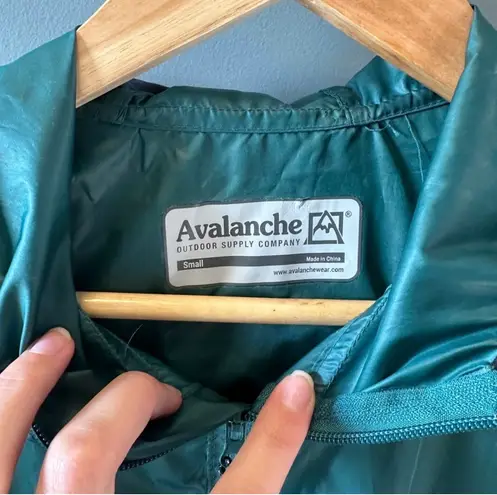 Avalanche ®
OUTDOOR SUPPLY COMPANY
Small Made in China
www.avalanchewear.com